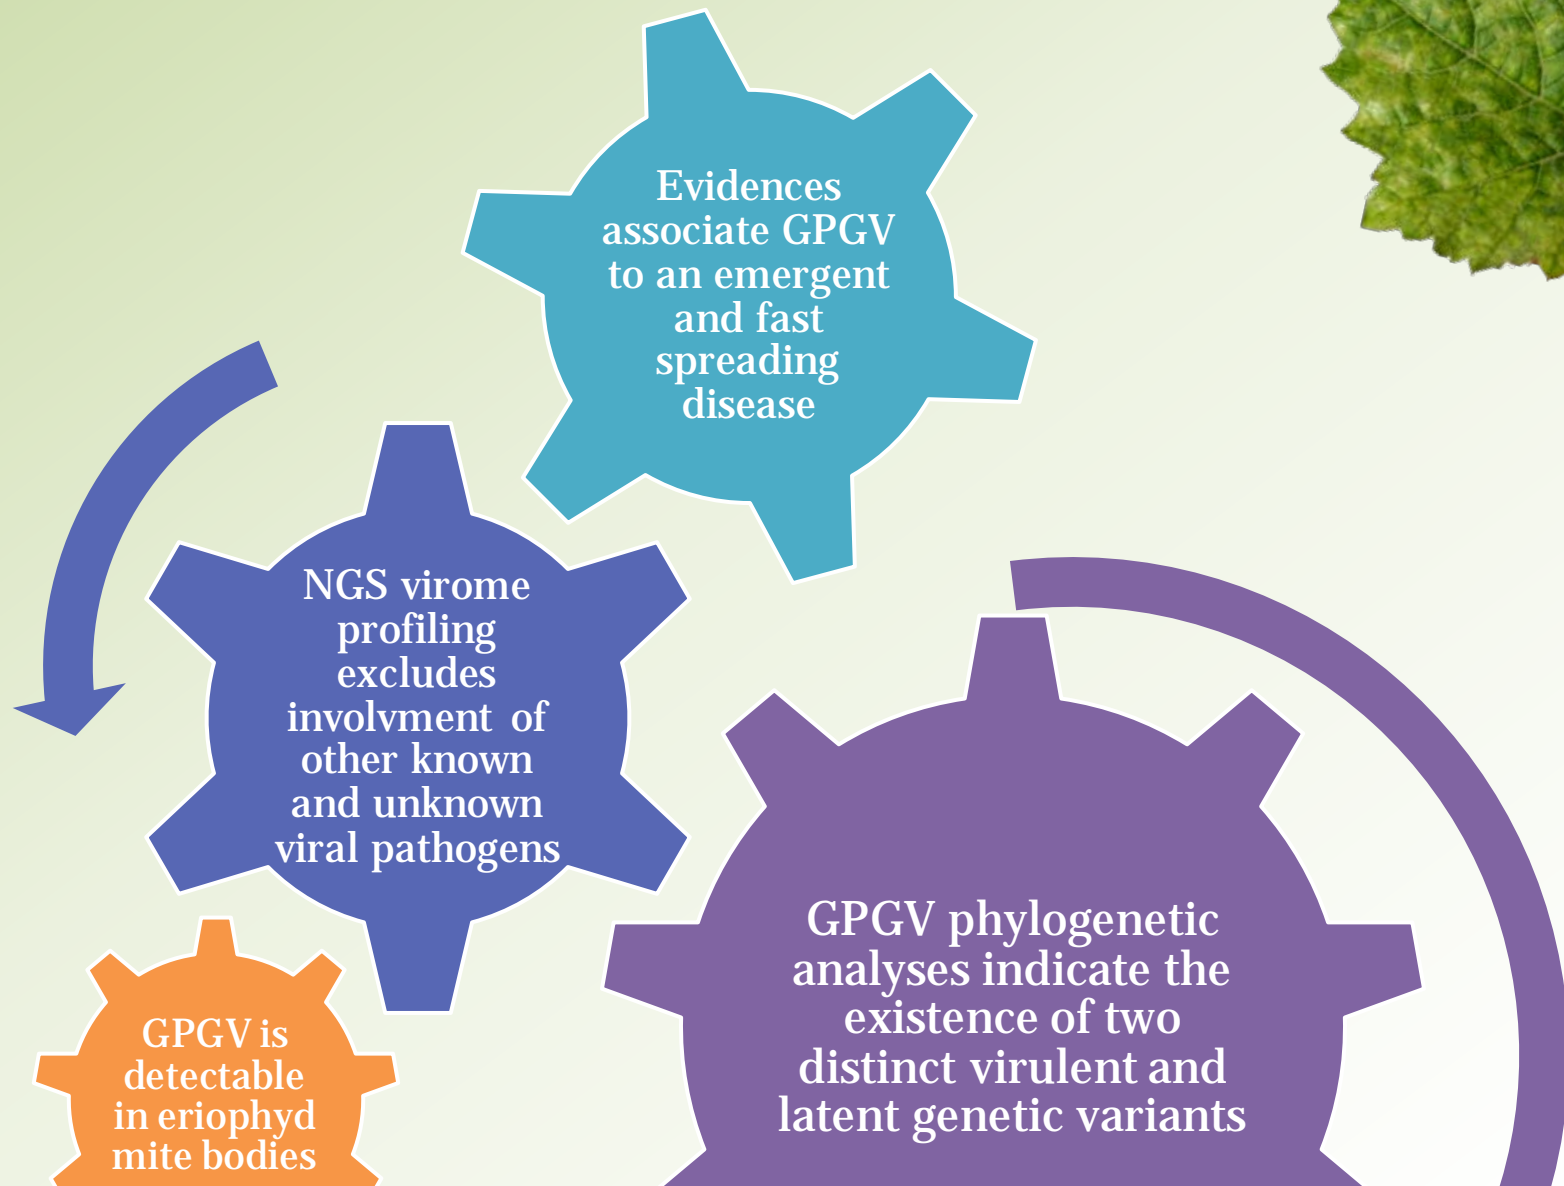 Evidences
associate GPGV
to an emergent
and fast
spreading
disease
NGS virome
profiling
excludes
involvment of
other known
and unknown
viral pathogens
GPGV phylogenetic
analyses indicate the
existence of two
distinct virulent and
latent genetic variants
GPGV is
detectable
in eriophyd
mite bodies